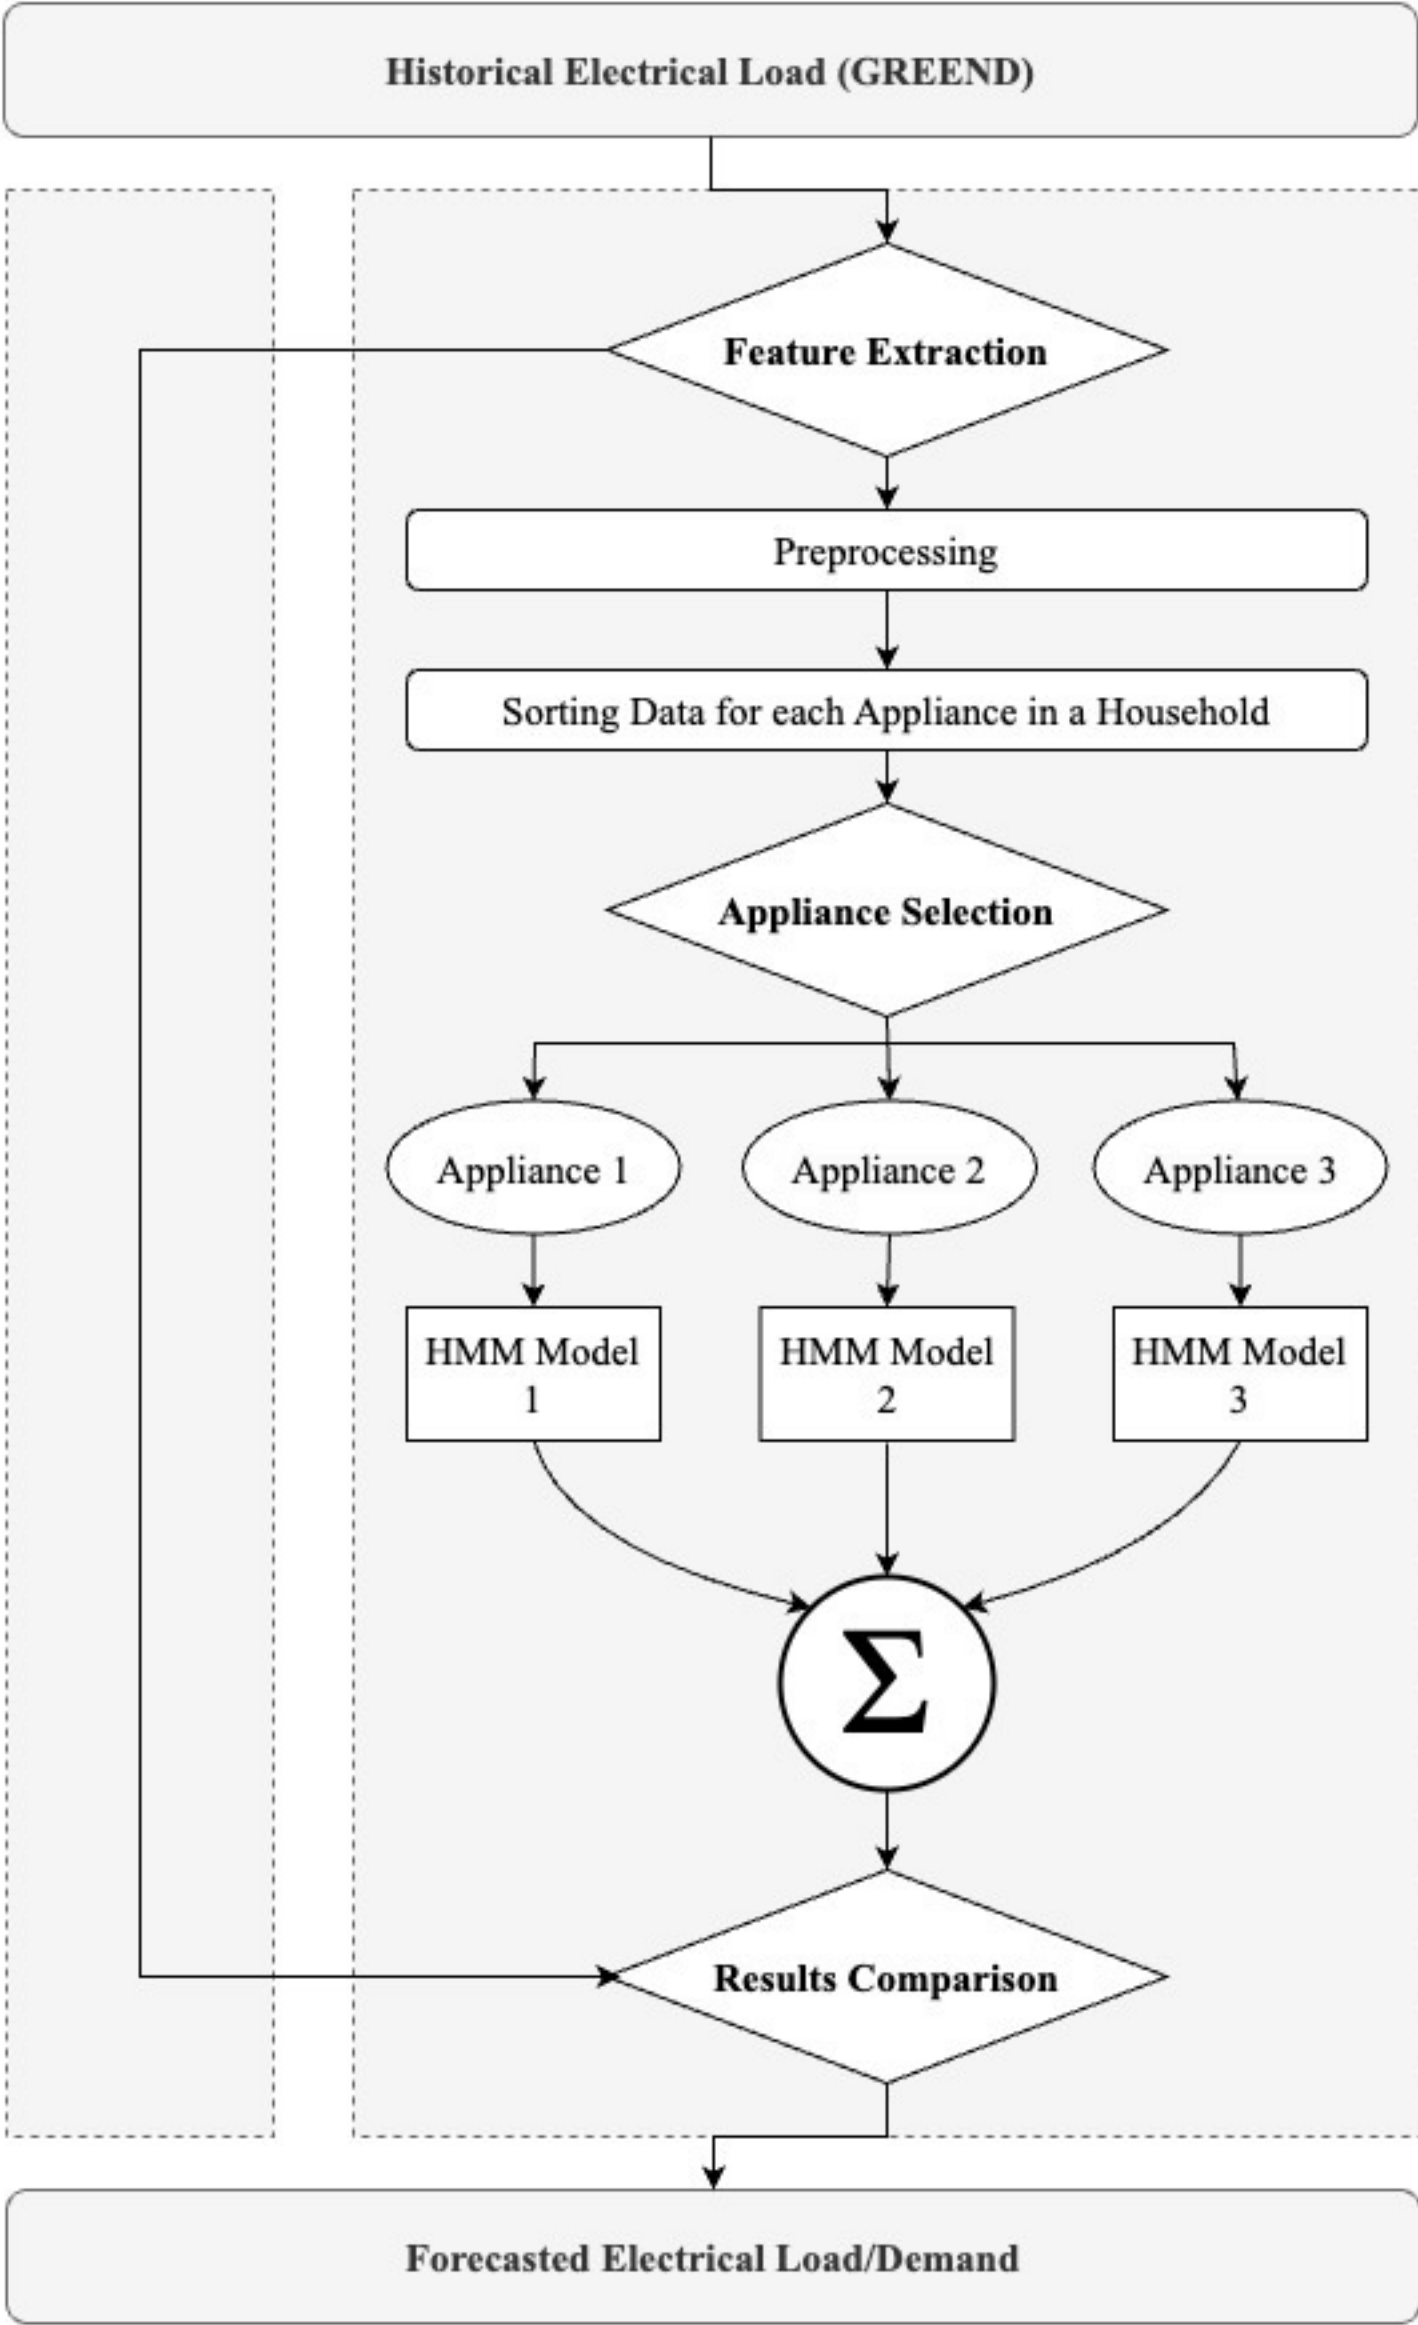 Historical Electrical Load (GREEND)
Feature Extraction
Preprocessing
Sorting Data for each Appliance in a Household
Appliance Selection
Appliance 1
Appliance 2
Appliance 3
HMM Model
1
HMM Model
2
HMM Model
3
Σ
Results Comparison
Forecasted Electrical Load/Demand